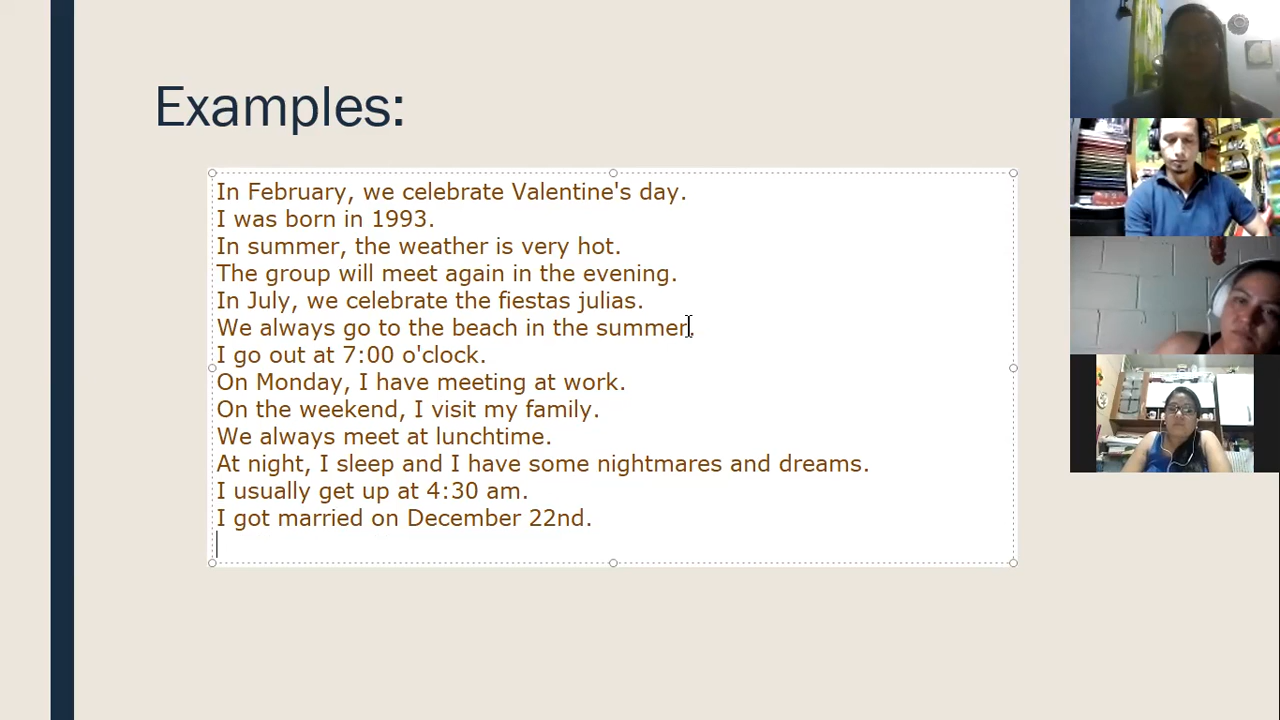 Examples:
In February, we celebrate Valentine's day.
I was born in 1993.
In summer, the weather is very hot.
The group will meet again in the evening.
In July, we celebrate the fiestas julias.
We always go to the beach in the summer.
I go out at 7:00 o'clock.
On Monday, I have meeting at work.
On the weekend, I visit my family.
We always meet at lunchtime.
At night, I sleep and I have some nightmares and dreams.
I usually get up at 4:30 am.
I got married on December 22nd.